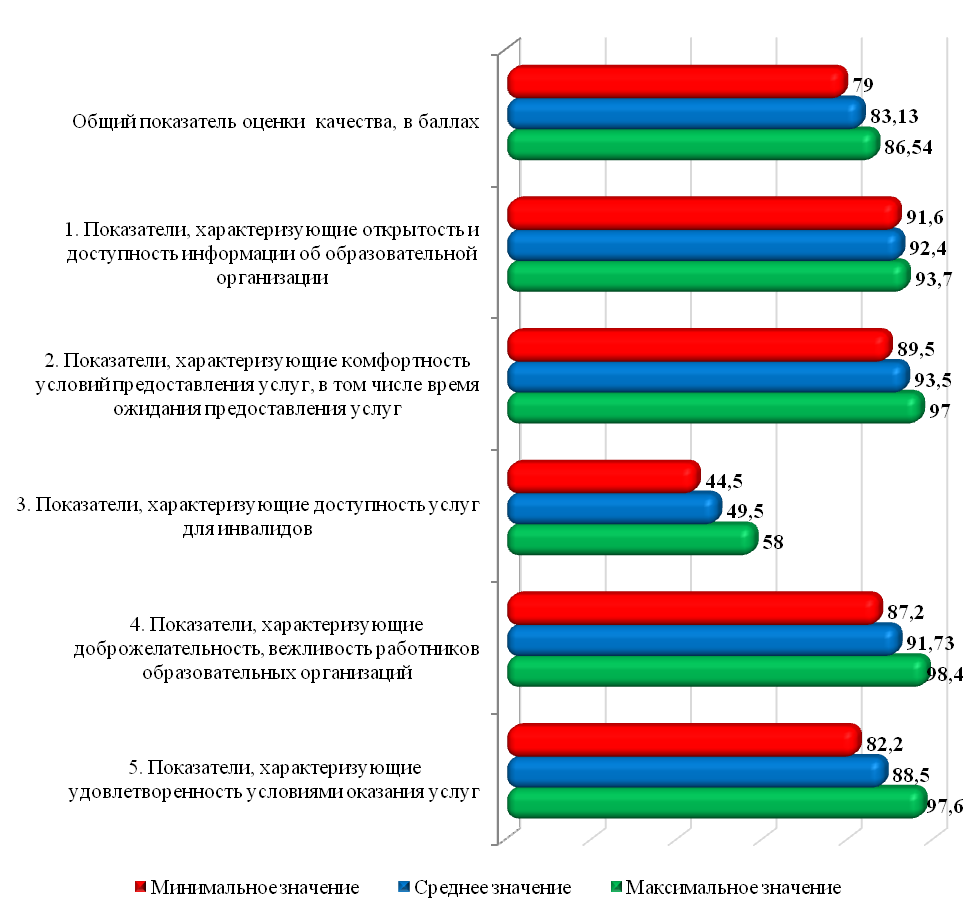 Общий показатель оценки качества, в баллах
79
83,13
86,54
1. Показатели, характеризующие открытость и
доступность информации об образовательной
организации
91,6
92,4
93,7
2. Показатели, характеризующие комфортность
условий предоставления услуг, в том числе время
ожидания предоставления услуг
89,5
93,5
97
3. Показатели, характеризующие доступность услуг
для инвалидов
44,5
49,5
58
4. Показатели, характеризующие
доброжелательность, вежливость работников
образовательных организаций
87,2
91,73
98,4
5. Показатели, характеризующие
удовлетворенность условиями оказания услуг
82,2
88,5
97,6
Минимальное значение
Среднее значение
Максимальное значение